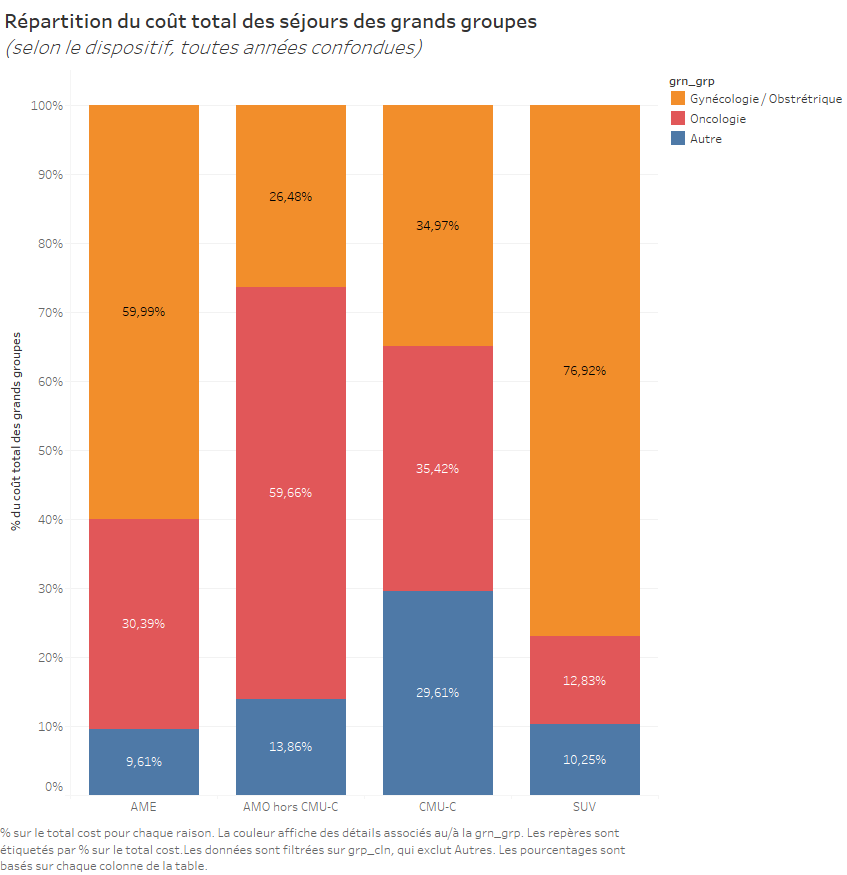 Répartition du coût total des séjours des grands groupes
(selon le dispositif, toutes années confondues)
grn_grp
Gynécologie / Obstrétrique
Oncologie
Autre
% du coût total des grands groupes
100%
90%
80%
70%
60%
50%
40%
30%
20%
10%
0%
59,99%
30,39%
9,61%
26,48%
59,66%
13,86%
34,97%
35,42%
29,61%
76,92%
12,83%
10,25%
AME
AMO hors CMU-C
CMU-C
SUV
% sur le total cost pour chaque raison. La couleur affiche des détails associés au/à la grn_grp. Les repères sont
étiquetés par % sur le total cost.Les données sont filtrées sur grp_cln, qui exclut Autres. Les pourcentages sont
basés sur chaque colonne de la table.